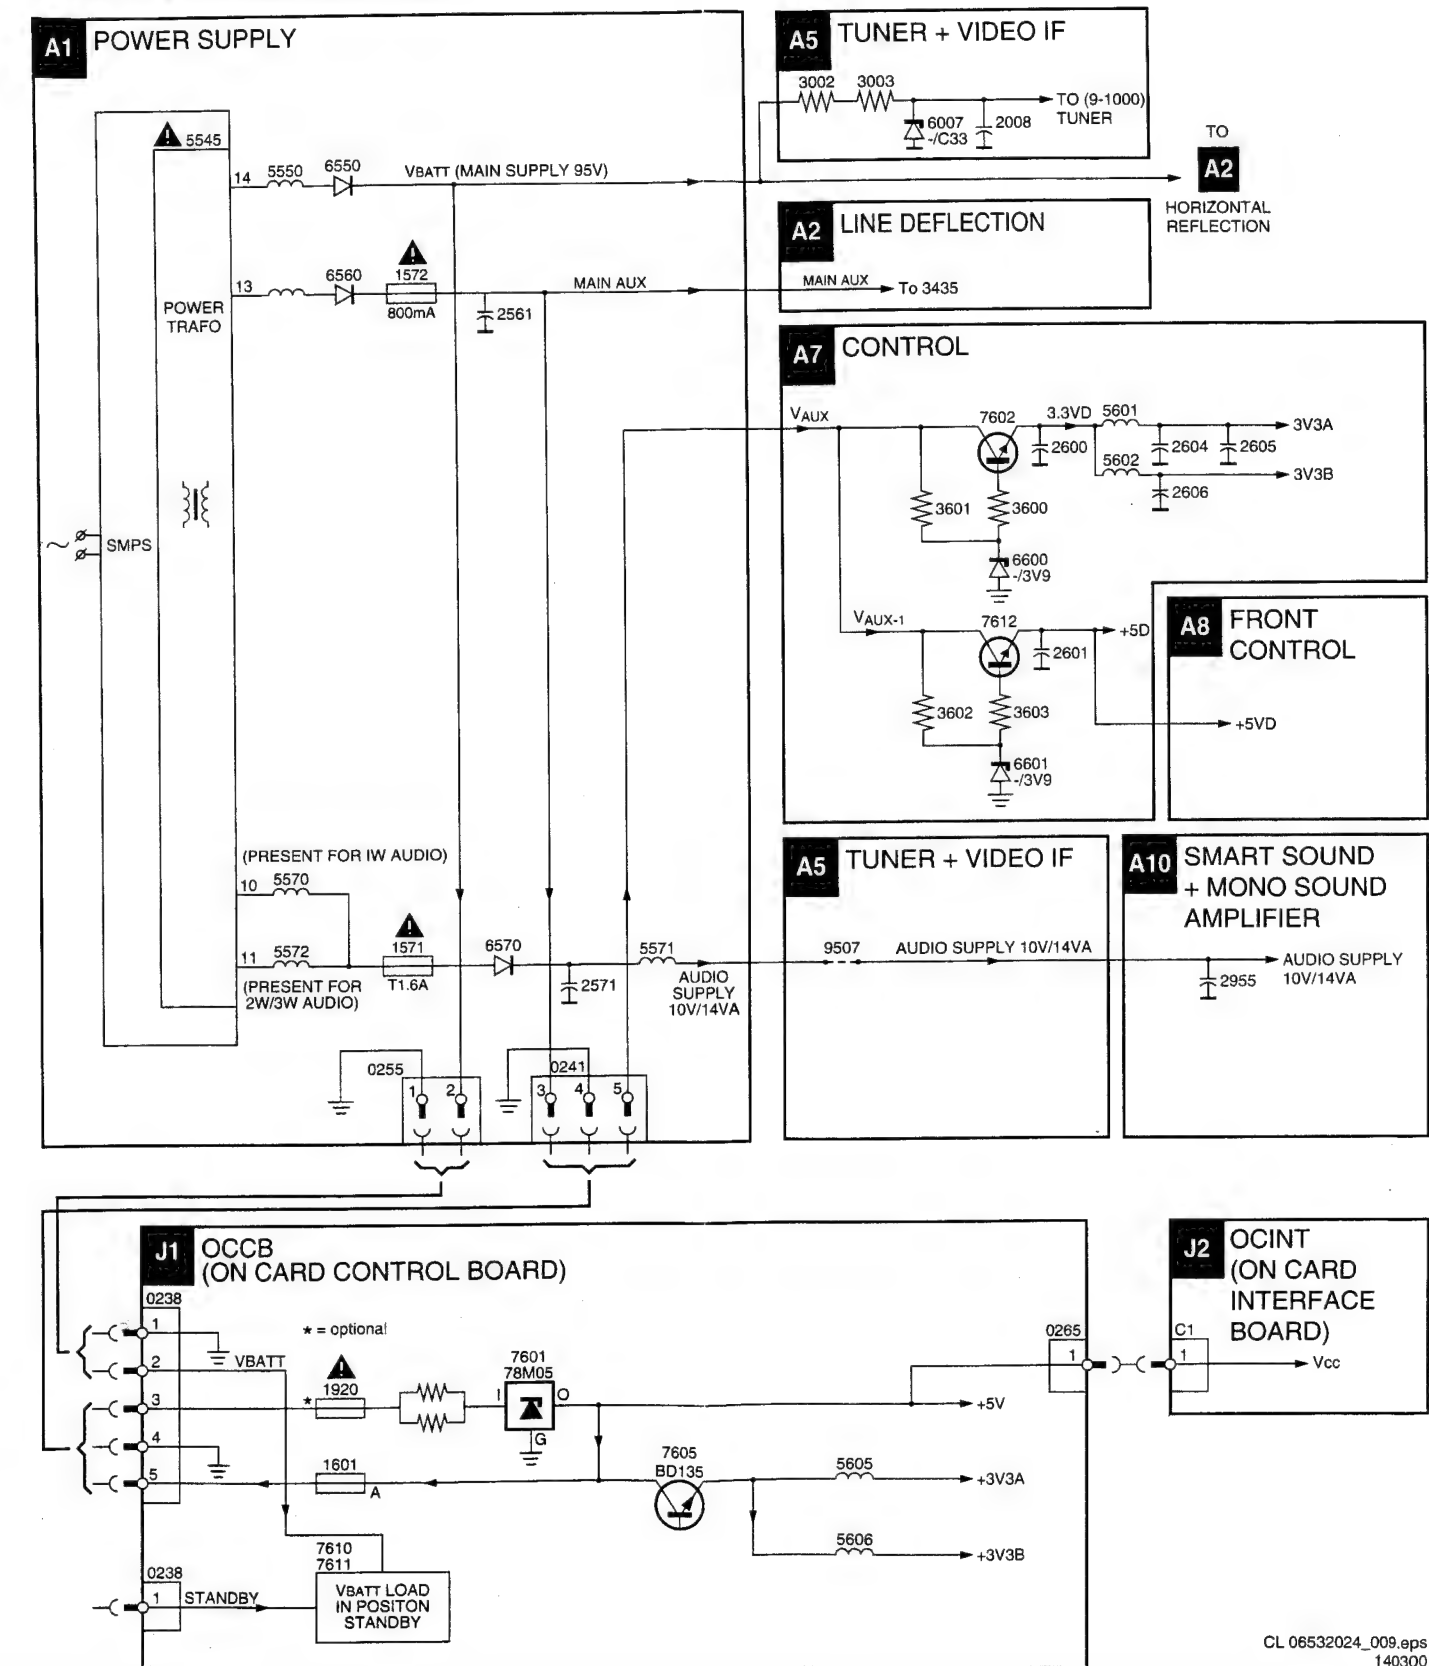 A1 POWER SUPPLY
5545
14
5550
6550
VBATT (MAIN SUPPLY 95V)
13
6560
1572
800mA
2561
MAIN AUX
POWER
TRAFO
SMPS
(PRESENT FOR IW AUDIO)
10
5570
11
5572
(PRESENT FOR
2W/3W AUDIO)
1571
T1.6A
6570
2571
5571
AUDIO
SUPPLY
10V/14VA
0255
1
2
0241
3
4
5
A5 TUNER + VIDEO IF
3002
3003
6007
-/C33
2008
TO (9-1000)
TUNER
TO
A2
HORIZONTAL
REFLECTION
A2 LINE DEFLECTION
MAIN AUX
To 3435
A7 CONTROL
VAUX
7602
3.3VD
5601
2600
2604
2605
3V3A
5602
2606
3V3B
3601
3600
6600
-/3V9
VAUX-1
7612
2601
+5D
3602
3603
6601
-/3V9
A8 FRONT
CONTROL
+5VD
A5 TUNER + VIDEO IF
9507
AUDIO SUPPLY 10V/14VA
A10 SMART SOUND
+ MONO SOUND
AMPLIFIER
2955
AUDIO SUPPLY
10V/14VA
J1 OCCB
(ON CARD CONTROL BOARD)
0238
1
2
VBATT
3
4
5
* = optional
*
1920
7601
78M05
I
O
G
+5V
1601
A
7605
BD135
5605
+3V3A
5606
+3V3B
7610
7611
VBATT LOAD
IN POSITON
STANDBY
0238
1
STANDBY
0265
1
J2 OCINT
(ON CARD
INTERFACE
BOARD)
C1
1
Vcc
CL 06532024_009.eps
140300